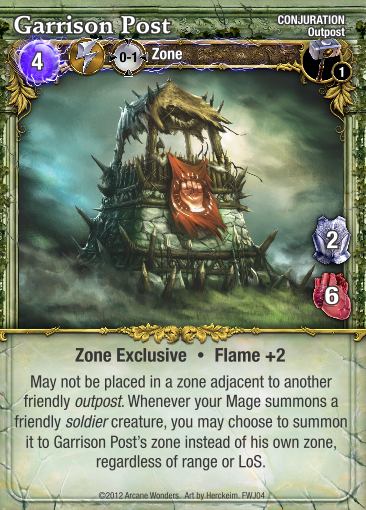 Garrison Post
CONJURATION
Outpost
4
0-1
Zone
1
2
6
Zone Exclusive • Flame +2
May not be placed in a zone adjacent to another
friendly outpost. Whenever your Mage summons a
friendly soldier creature, you may choose to summon
it to Garrison Post's zone instead of his own zone,
regardless of range or LoS.
©2012 Arcane Wonders. Art by Herckeim. FWJ04